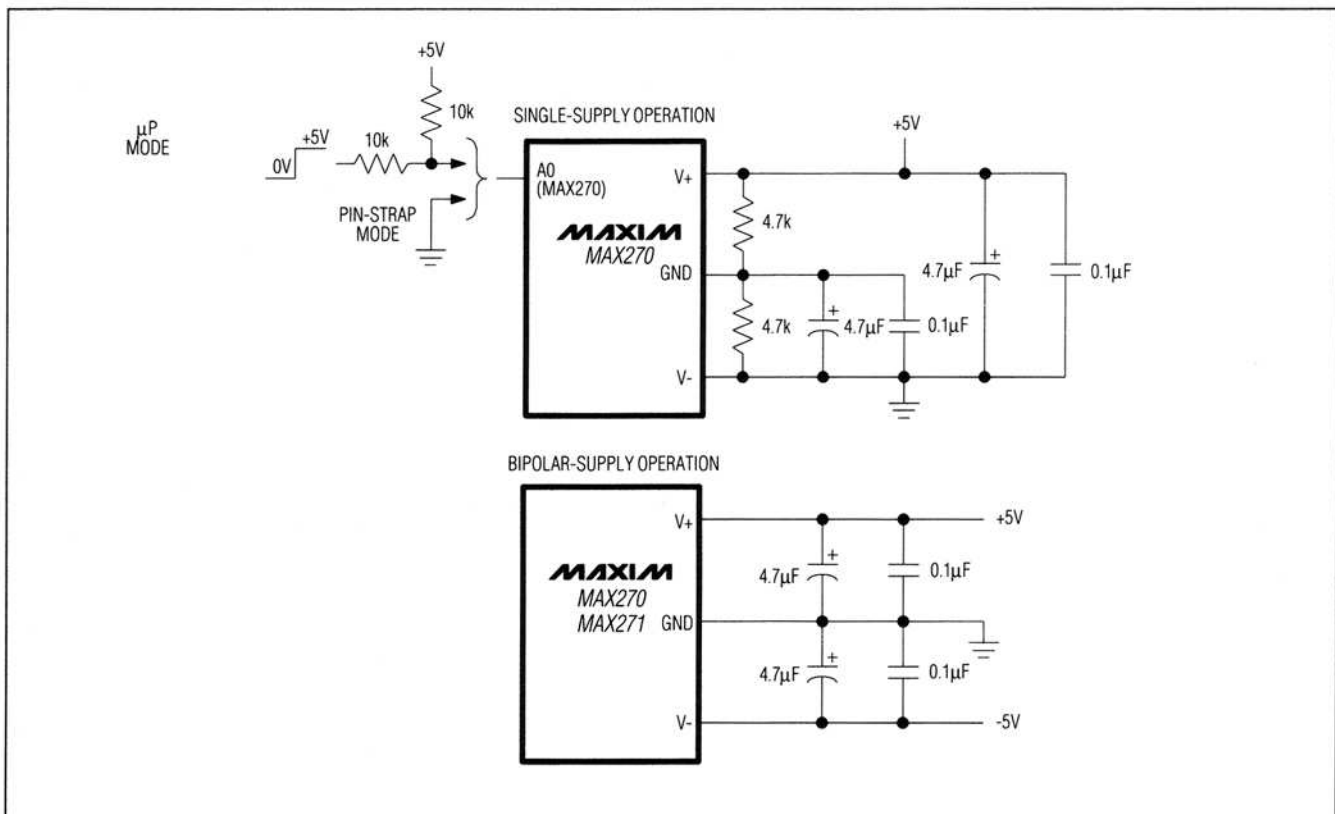 +5V
10k
SINGLE-SUPPLY OPERATION
µP
MODE
0V
+5V
10k
PIN-STRAP
MODE
A0
(MAX270)
MAXIM
MAX270
V+
GND
V-
+5V
4.7k
4.7k
+
4.7µF
0.1µF
+
4.7µF
0.1µF
BIPOLAR-SUPPLY OPERATION
MAXIM
MAX270
MAX271
V+
GND
V-
+
4.7µF
0.1µF
+5V
+
4.7µF
0.1µF
-5V